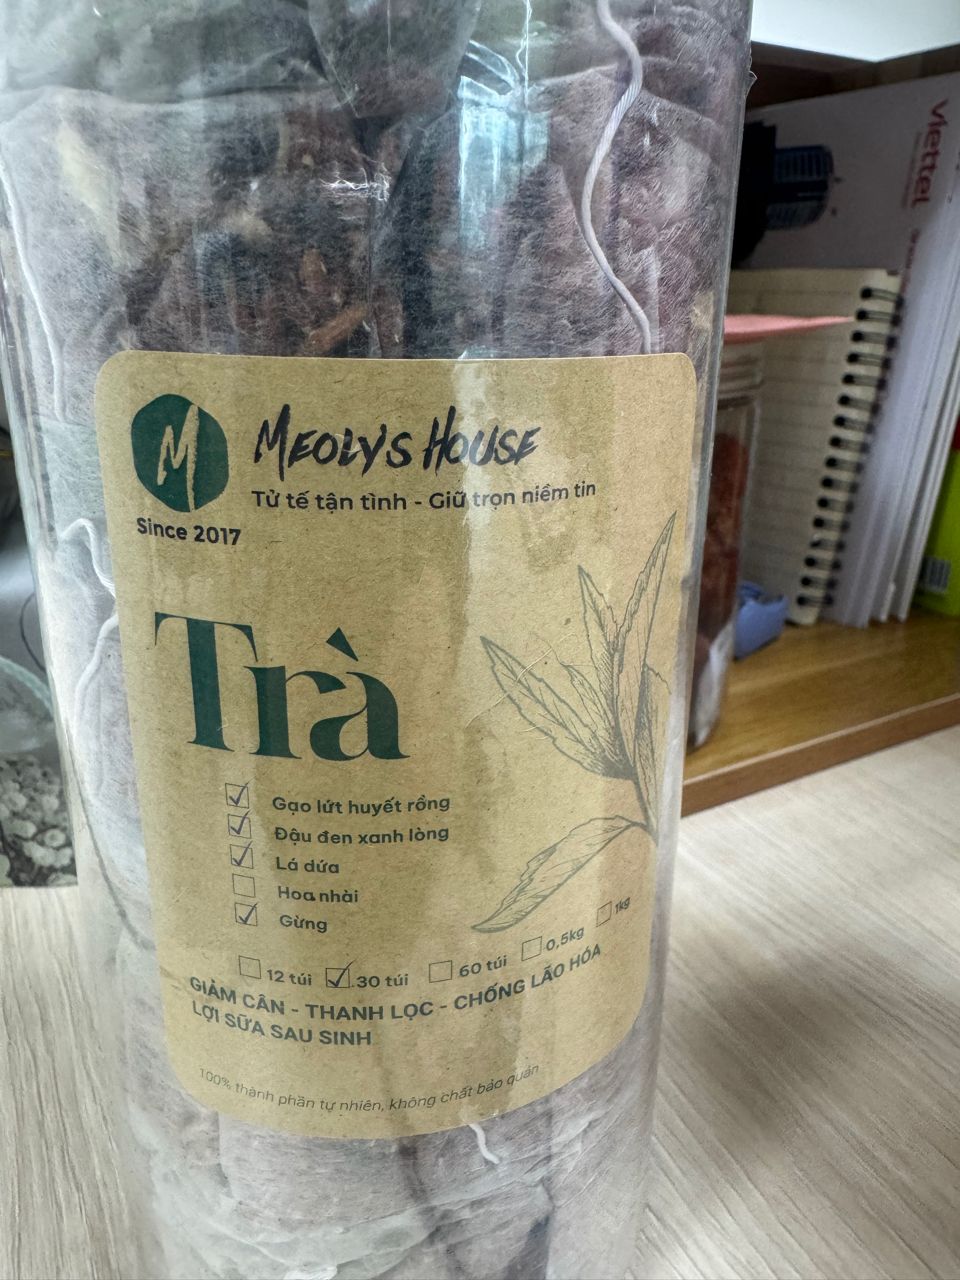 viettel
M
MEOLY'S HOUSE
Tử tế tận tình - Giữ trọn niềm tin
Since 2017
Trà
Gạo lứt huyết rồng
Đậu đen xanh lòng
Lá dứa
Hoa nhài
Gừng
12 túi 30 túi 60 túi 0,5kg 1kg
GIẢM CÂN - THANH LỌC - CHỐNG LÃO HÓA
LỢI SỮA SAU SINH
100% thành phần tự nhiên, không chất bảo quản